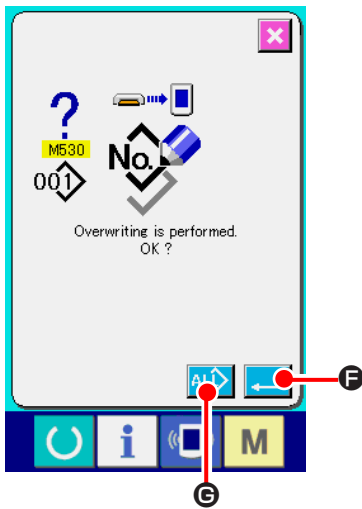 M530
No.
001
Overwriting is performed.
OK ?
ALL
F
i
M
G